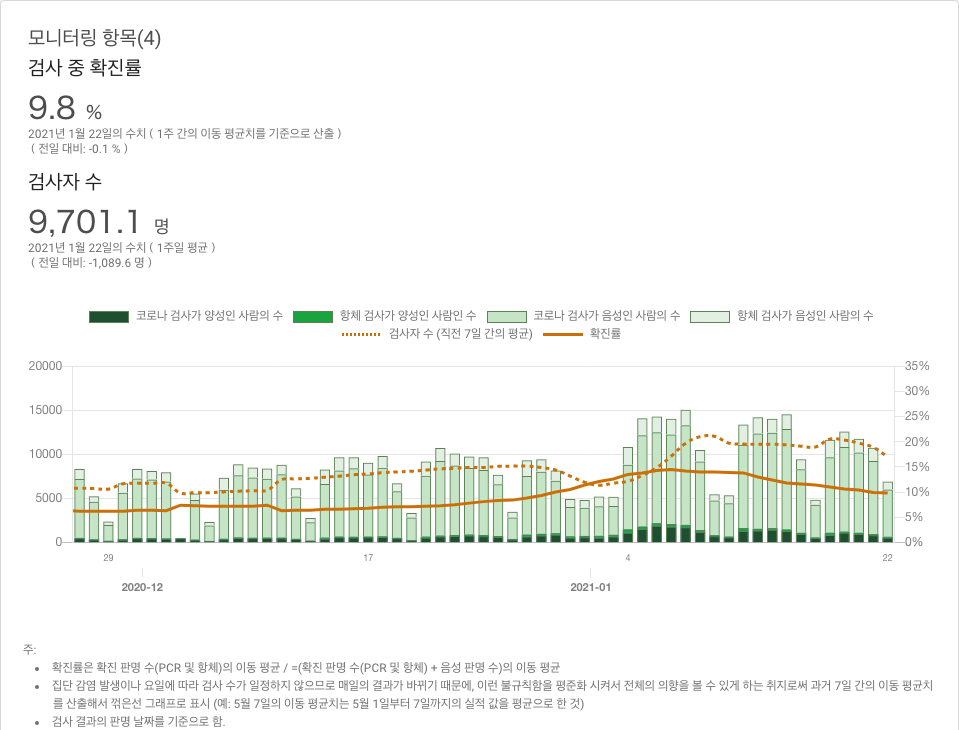 모니터링 항목(4)
검사 중 확진률
9.8 %
2021년 1월 22일의 수치 ( 1주 간의 이동 평균치를 기준으로 산출 )
( 전일 대비: -0.1 % )
검사자 수
9,701.1 명
2021년 1월 22일의 수치 ( 1주일 평균 )
( 전일 대비: -1,089.6 명 )
코로나 검사가 양성인 사람의 수 항체 검사가 양성인 사람인 수 코로나 검사가 음성인 사람의 수 항체 검사가 음성인 사람의 수
검사자 수 (직전 7일 간의 평균) 확진률
20000 35%
30%
15000 25%
20%
10000 15%
10%
5000 5%
0 0%
29 17 4 22
2020-12 2021-01
주:
확진률은 확진 판명 수(PCR 및 항체)의 이동 평균 / =(확진 판명 수(PCR 및 항체) + 음성 판명 수)의 이동 평균
집단 감염 발생이나 요일에 따라 검사 수가 일정하지 않으므로 매일의 결과가 바뀌기 때문에, 이런 불규칙함을 평준화 시켜서 전체의 의향을 볼 수 있게 하는 취지로써 과거 7일 간의 이동 평균치
를 산출해서 꺾은선 그래프로 표시 (예: 5월 7일의 이동 평균치는 5월 1일부터 7일까지의 실적 값을 평균으로 한 것)
검사 결과의 판명 날짜를 기준으로 함.